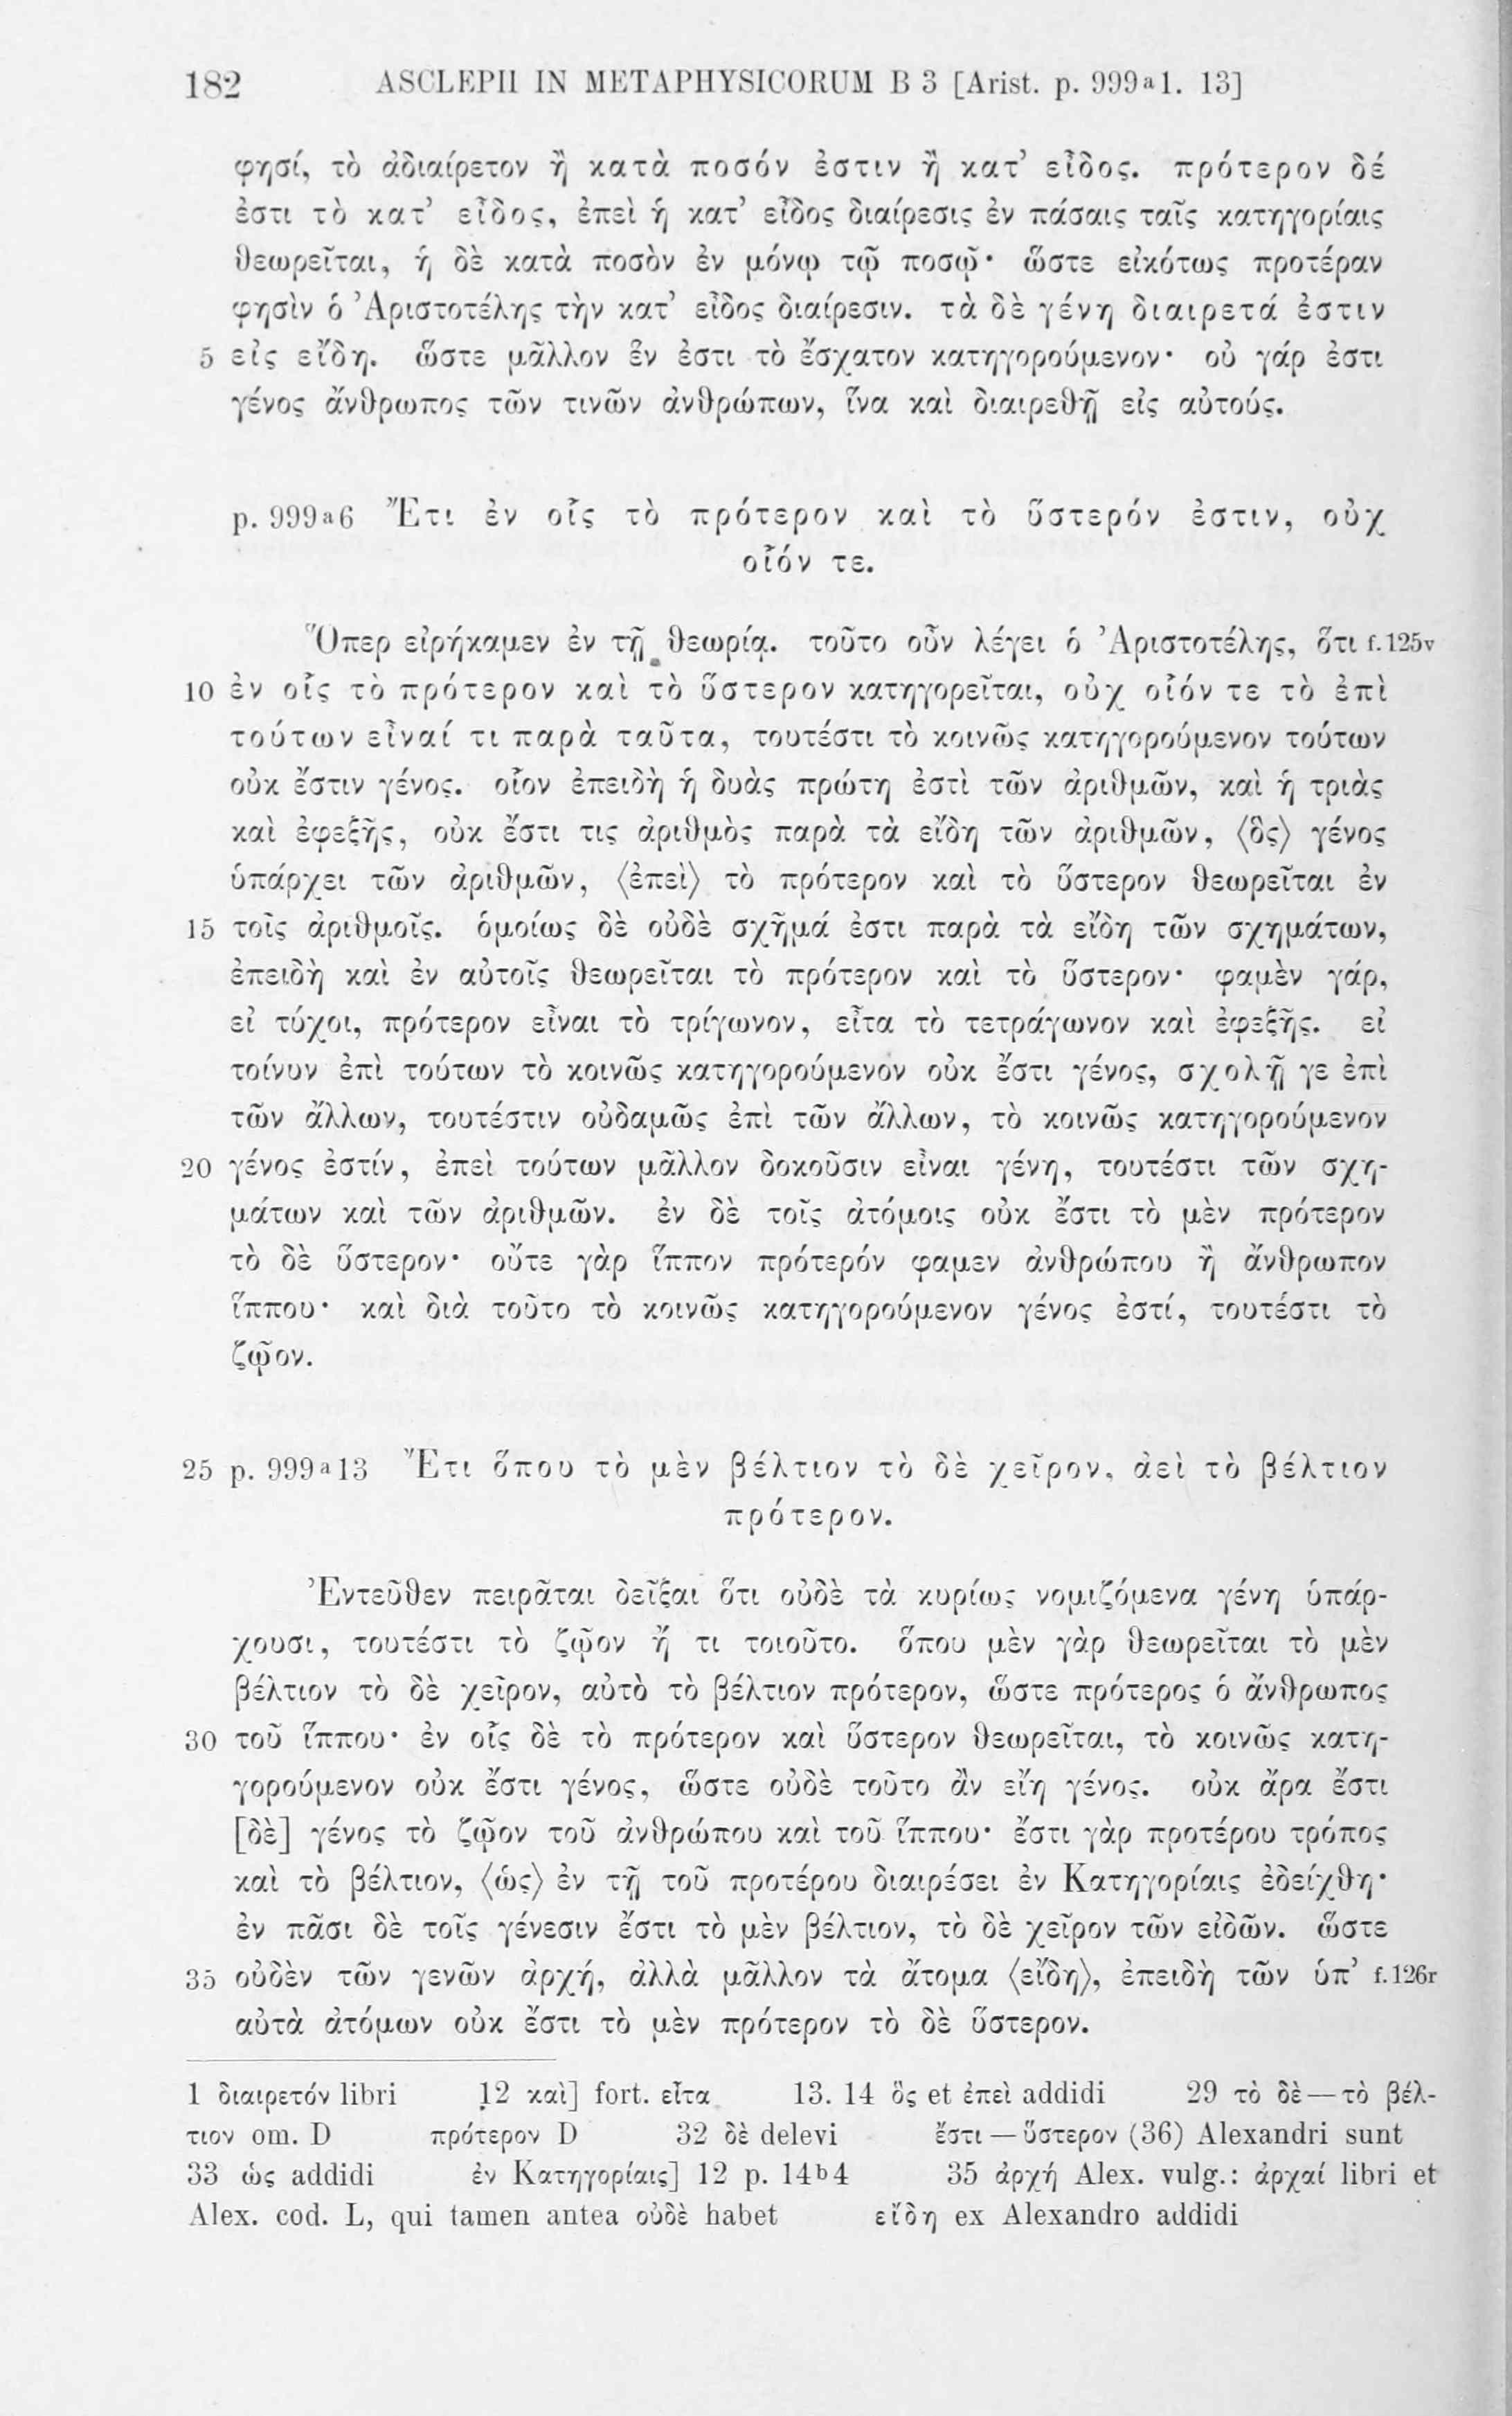 182 ASCLEPII IN METAPHYSICORUM B 3 [Arist. p. 999a1. 13]
φησί, τὸ ἀδιαίρετον ἢ κατὰ ποσόν ἐστιν ἢ κατ’ εἶδος. πρότερον δέ
ἐστι τὸ κατ’ εἶδος, ἐπεὶ ἡ κατ’ εἶδος διαίρεσις ἐν πάσαις ταῖς κατηγορίαις
θεωρεῖται, ἡ δὲ κατὰ ποσὸν ἐν μόνῳ τῷ ποσῷ· ὥστε εἰκότως προτέραν
φησὶν ὁ Ἀριστοτέλης τὴν κατ’ εἶδος διαίρεσιν. τὰ δὲ γένη διαιρετά ἐστιν
5 εἰς εἴδη. ὥστε μᾶλλον ἕν ἐστι τὸ ἔσχατον κατηγορούμενον· οὐ γάρ ἐστι
γένος ἄνθρωπος τῶν τινῶν ἀνθρώπων, ἵνα καὶ διαιρεθῇ εἰς αὐτούς.
p. 999a6 Ἔτι ἐν οἷς τὸ πρότερον καὶ τὸ ὕστερόν ἐστιν, οὐχ
οἷόν τε.
Ὅπερ εἰρήκαμεν ἐν τῇ θεωρίᾳ. τοῦτο οὖν λέγει ὁ Ἀριστοτέλης, ὅτι f. 125v
10 ἐν οἷς τὸ πρότερον καὶ τὸ ὕστερον κατηγορεῖται, οὐχ οἷόν τε τὸ ἐπὶ
τούτων εἶναί τι παρὰ ταῦτα, τουτέστι τὸ κοινῶς κατηγορούμενον τούτων
οὐκ ἔστιν γένος. οἷον ἐπειδὴ ἡ δυὰς πρώτη ἐστὶ τῶν ἀριθμῶν, καὶ ἡ τριὰς
καὶ ἐφεξῆς, οὐκ ἔστι τις ἀριθμὸς παρὰ τὰ εἴδη τῶν ἀριθμῶν, ⟨ὃς⟩ γένος
ὑπάρχει τῶν ἀριθμῶν, ⟨ἐπεὶ⟩ τὸ πρότερον καὶ τὸ ὕστερον θεωρεῖται ἐν
15 τοῖς ἀριθμοῖς. ὁμοίως δὲ οὐδὲ σχῆμά ἐστι παρὰ τὰ εἴδη τῶν σχημάτων,
ἐπειδὴ καὶ ἐν αὐτοῖς θεωρεῖται τὸ πρότερον καὶ τὸ ὕστερον· φαμὲν γάρ,
εἰ τύχοι, πρότερον εἶναι τὸ τρίγωνον, εἶτα τὸ τετράγωνον καὶ ἐφεξῆς. εἰ
τοίνυν ἐπὶ τούτων τὸ κοινῶς κατηγορούμενον οὐκ ἔστι γένος, σχολῇ γε ἐπὶ
τῶν ἄλλων, τουτέστιν οὐδαμῶς ἐπὶ τῶν ἄλλων, τὸ κοινῶς κατηγορούμενον
20 γένος ἐστίν, ἐπεὶ τούτων μᾶλλον δοκοῦσιν εἶναι γένη, τουτέστι τῶν σχη-
μάτων καὶ τῶν ἀριθμῶν. ἐν δὲ τοῖς ἀτόμοις οὐκ ἔστι τὸ μὲν πρότερον
τὸ δὲ ὕστερον· οὔτε γὰρ ἵππον πρότερόν φαμεν ἀνθρώπου ἢ ἄνθρωπον
ἵππου· καὶ διὰ τοῦτο τὸ κοινῶς κατηγορούμενον γένος ἐστί, τουτέστι τὸ
ζῷον.
25 p. 999a13 Ἔτι ὅπου τὸ μὲν βέλτιον τὸ δὲ χεῖρον, ἀεὶ τὸ βέλτιον
πρότερον.
Ἐντεῦθεν πειρᾶται δεῖξαι ὅτι οὐδὲ τὰ κυρίως νομιζόμενα γένη ὑπάρ-
χουσι, τουτέστι τὸ ζῷον ἤ τι τοιοῦτο. ὅπου μὲν γὰρ θεωρεῖται τὸ μὲν
βέλτιον τὸ δὲ χεῖρον, αὐτὸ τὸ βέλτιον πρότερον, ὥστε πρότερος ὁ ἄνθρωπος
30 τοῦ ἵππου· ἐν οἷς δὲ τὸ πρότερον καὶ ὕστερον θεωρεῖται, τὸ κοινῶς κατη-
γορούμενον οὐκ ἔστι γένος, ὥστε οὐδὲ τοῦτο ἂν εἴη γένος. οὐκ ἄρα ἔστι
[δὲ] γένος τὸ ζῷον τοῦ ἀνθρώπου καὶ τοῦ ἵππου· ἔστι γὰρ προτέρου τρόπος
καὶ τὸ βέλτιον, ⟨ὡς⟩ ἐν τῇ τοῦ προτέρου διαιρέσει ἐν Κατηγορίαις ἐδείχθη·
ἐν πᾶσι δὲ τοῖς γένεσιν ἔστι τὸ μὲν βέλτιον, τὸ δὲ χεῖρον τῶν εἰδῶν. ὥστε
35 οὐδὲν τῶν γενῶν ἀρχή, ἀλλὰ μᾶλλον τὰ ἄτομα ⟨εἴδη⟩, ἐπειδὴ τῶν ὑπ’ f. 126r
αὐτὰ ἀτόμων οὐκ ἔστι τὸ μὲν πρότερον τὸ δὲ ὕστερον.
1 διαιρετόν libri 12 καὶ] fort. εἶτα 13. 14 ὃς et ἐπεὶ addidi 29 τὸ δὲ — τὸ βέλ-
τιον om. D πρότερον D 32 δὲ delevi ἔστι — ὕστερον (36) Alexandri sunt
33 ὡς addidi ἐν Κατηγορίαις] 12 p. 14b4 35 ἀρχή Alex. vulg.: ἀρχαί libri et
Alex. cod. L, qui tamen antea οὐδὲ habet εἴδη ex Alexandro addidi